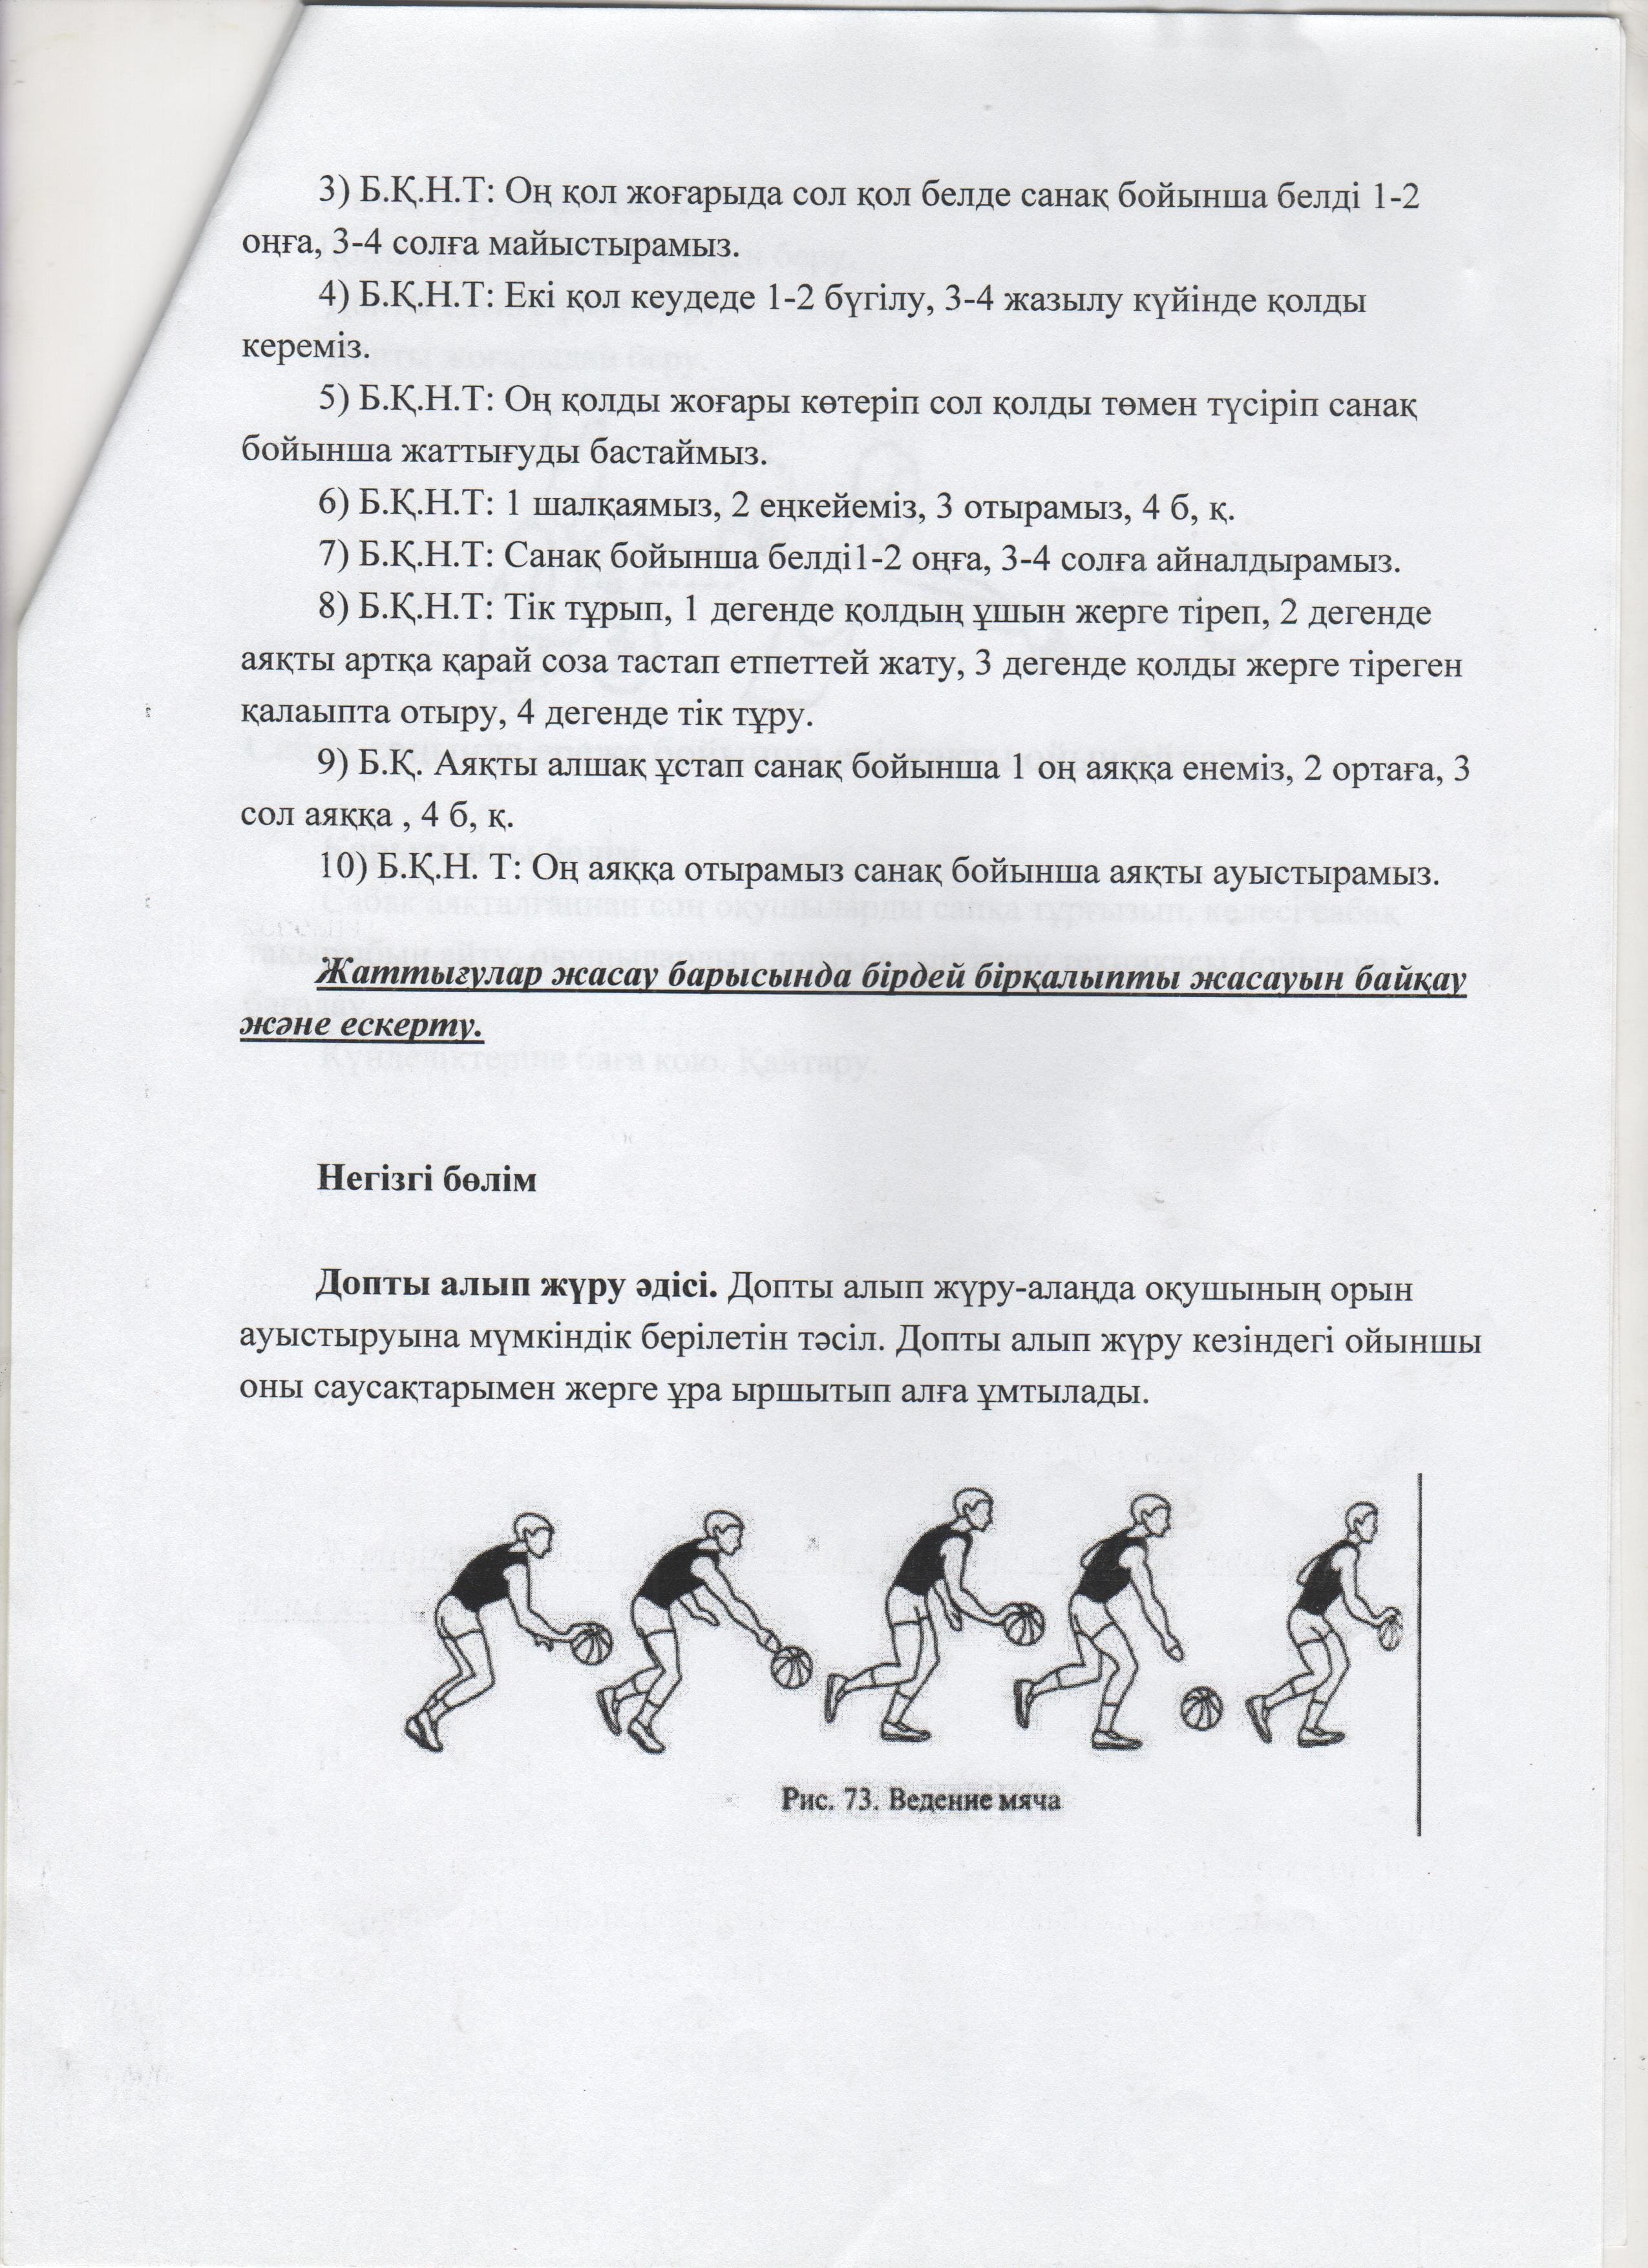 3) Б.Қ.Н.Т: Оң қол жоғарыда сол қол белде санақ бойынша белді 1-2
оңға, 3-4 солға майыстырамыз.
4) Б.Қ.Н.Т: Екі қол кеудеде 1-2 бүгілу, 3-4 жазылу күйінде қолды
кереміз.
5) Б.Қ.Н.Т: Оң қолды жоғары көтеріп сол қолды төмен түсіріп санақ
бойынша жаттығуды бастаймыз.
6) Б.Қ.Н.Т: 1 шалқаямыз, 2 еңкейеміз, 3 отырамыз, 4 б, қ.
7) Б.Қ.Н.Т: Санақ бойынша белді1-2 оңға, 3-4 солға айналдырамыз.
8) Б.Қ.Н.Т: Тік тұрып, 1 дегенде қолдың ұшын жерге тіреп, 2 дегенде
аяқты артқа қарай соза тастап етпеттей жату, 3 дегенде қолды жерге тіреген
қалаыпта отыру, 4 дегенде тік тұру.
9) Б.Қ. Аяқты алшақ ұстап санақ бойынша 1 оң аяққа енеміз, 2 ортаға, 3
сол аяққа , 4 б, қ.
10) Б.Қ.Н. Т: Оң аяққа отырамыз санақ бойынша аяқты ауыстырамыз.
Жаттығулар жасау барысында бірдей бірқалыпты жасауын байқау
және ескерту.
Негізгі бөлім
Допты алып жүру әдісі. Допты алып жүру-алаңда оқушының орын
ауыстыруына мүмкіндік берілетін тәсіл. Допты алып жүру кезіндегі ойыншы
оны саусақтарымен жерге ұра ыршытып алға ұмтылады.
Рис. 73. Ведение мяча